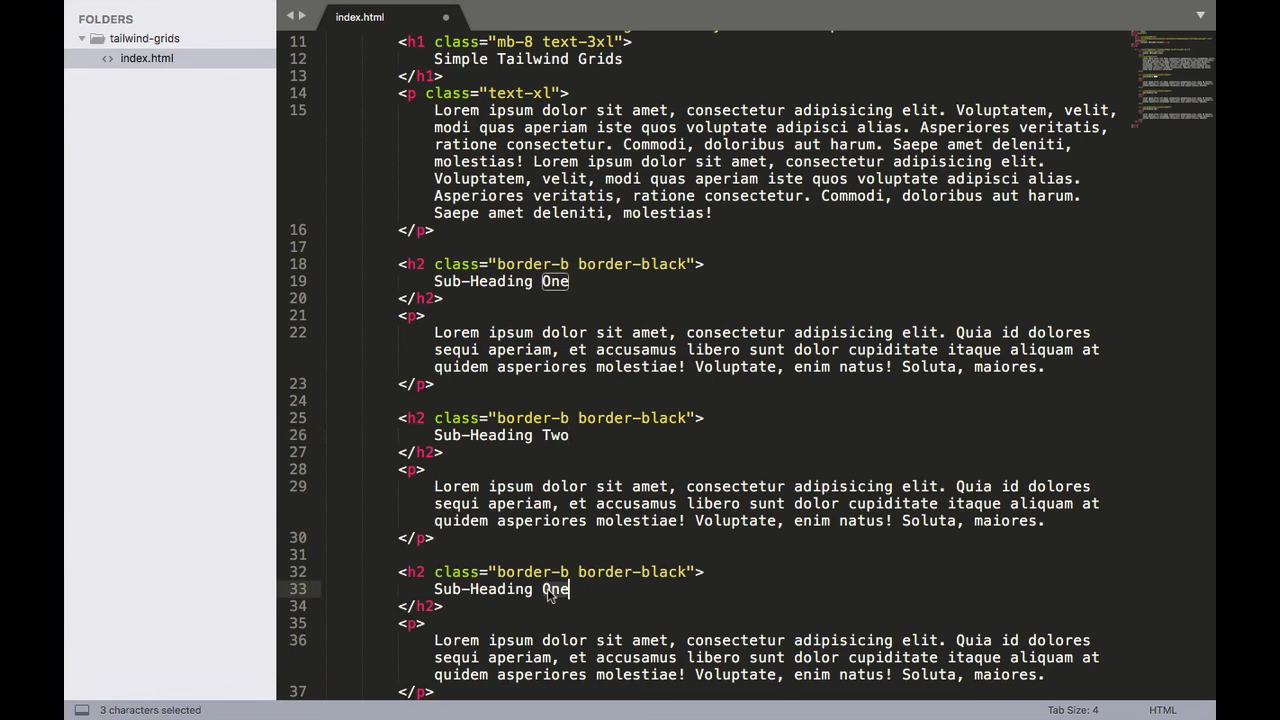 FOLDERS
tailwind-grids
<> index.html
index.html
11 <h1 class="mb-8 text-3xl">
12 Simple Tailwind Grids
13 </h1>
14 <p class="text-xl">
15 Lorem ipsum dolor sit amet, consectetur adipisicing elit. Voluptatem, velit,
modi quas aperiam iste quos voluptate adipisci alias. Asperiores veritatis,
ratione consectetur. Commodi, doloribus aut harum. Saepe amet deleniti,
molestias! Lorem ipsum dolor sit amet, consectetur adipisicing elit.
Voluptatem, velit, modi quas aperiam iste quos voluptate adipisci alias.
Asperiores veritatis, ratione consectetur. Commodi, doloribus aut harum.
Saepe amet deleniti, molestias!
16 </p>
17
18 <h2 class="border-b border-black">
19 Sub-Heading One
20 </h2>
21 <p>
22 Lorem ipsum dolor sit amet, consectetur adipisicing elit. Quia id dolores
sequi aperiam, et accusamus libero sunt dolor cupiditate itaque aliquam at
quidem asperiores molestiae! Voluptate, enim natus! Soluta, maiores.
23 </p>
24
25 <h2 class="border-b border-black">
26 Sub-Heading Two
27 </h2>
28 <p>
29 Lorem ipsum dolor sit amet, consectetur adipisicing elit. Quia id dolores
sequi aperiam, et accusamus libero sunt dolor cupiditate itaque aliquam at
quidem asperiores molestiae! Voluptate, enim natus! Soluta, maiores.
30 </p>
31
32 <h2 class="border-b border-black">
33 Sub-Heading One
34 </h2>
35 <p>
36 Lorem ipsum dolor sit amet, consectetur adipisicing elit. Quia id dolores
sequi aperiam, et accusamus libero sunt dolor cupiditate itaque aliquam at
quidem asperiores molestiae! Voluptate, enim natus! Soluta, maiores.
37 </p>
3 characters selected
Tab Size: 4
HTML